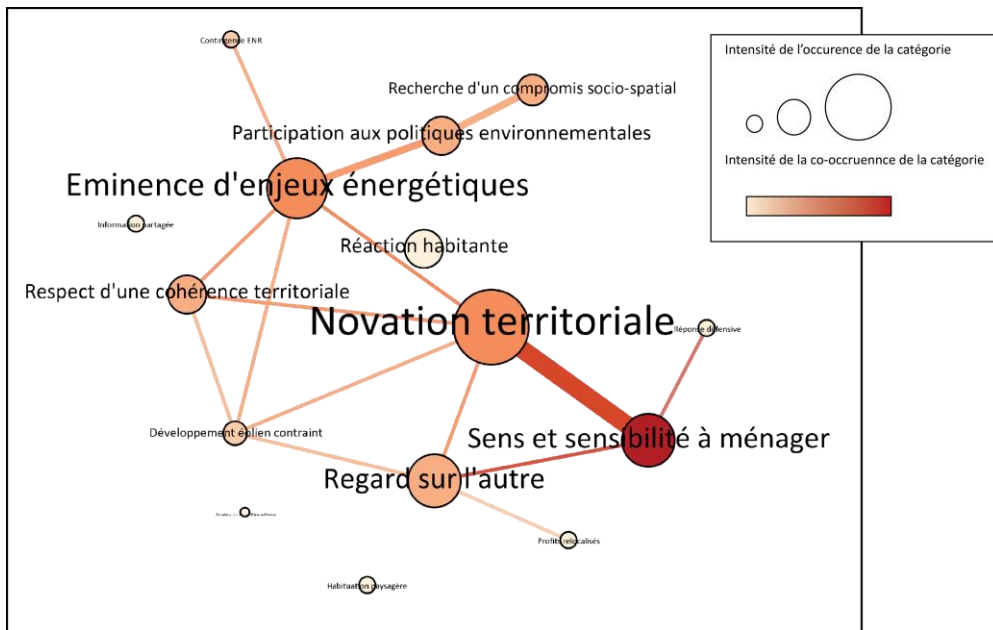 Contingence ENR
Intensité de l'occurence de la catégorie
Recherche d'un compromis socio-spatial
Participation aux politiques environnementales
Intensité de la co-occruennce de la catégorie
Eminence d'enjeux énergétiques
Information partagée
Réaction habitante
Respect d'une cohérence territoriale
Novation territoriale
Réponse défensive
Développement éolien contraint
Sens et sensibilité à ménager
Regard sur l'autre
Profits relocalisés
Habituation paysagère